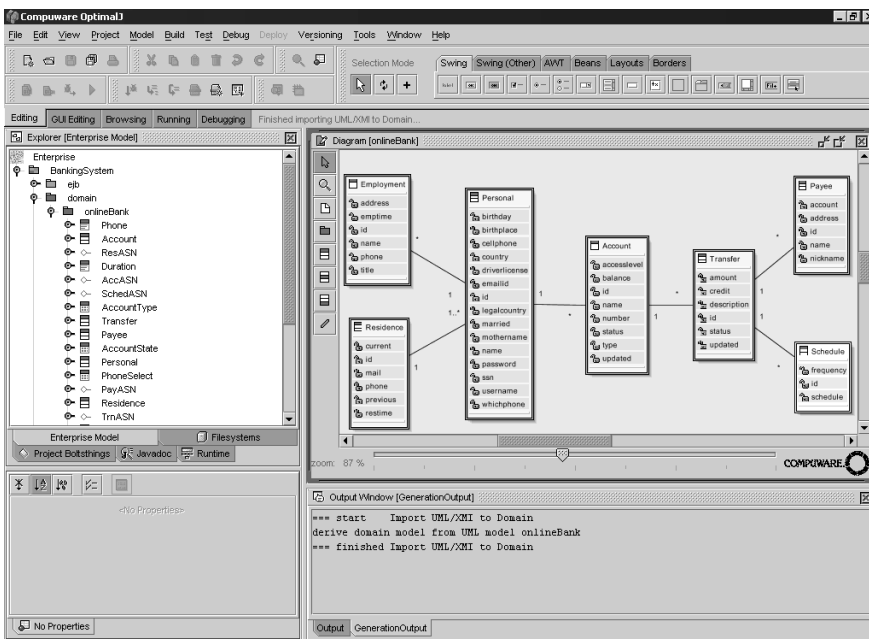 Compuware OptimalJ
File Edit View Project Model Build Test Debug Deploy Versioning Tools Window Help
Selection Mode
Swing Swing (Other) AWT Beans Layouts Borders
Editing GUI Editing Browsing Running Debugging Finished importing UML/XMI to Domain...
Explorer [Enterprise Model]
Enterprise
BankingSystem
ejb
domain
onlineBank
Phone
Account
ResASN
Duration
AccASN
SchedASN
AccountType
Transfer
Payee
AccountState
Personal
PhoneSelect
PayASN
Residence
TrnASN
Enterprise Model Filesystems
Project Boltsthings Javadoc Runtime
<No Properties>
No Properties
Diagram [onlineBank]
Employment
address
emptime
id
name
phone
title
*
1
Residence
current
id
mail
phone
previous
restime
1..*
1
Personal
birthday
birthplace
cellphone
country
driverlicense
emailid
id
legalcountry
married
mothername
name
password
ssn
username
whichphone
1
*
Account
accesslevel
balance
id
name
number
status
type
updated
1
*
Transfer
amount
credit
description
id
status
updated
1
*
1
*
Payee
account
address
id
name
nickname
Schedule
frequency
id
schedule
zoom: 87 %
COMPUWARE.
Output Window [GenerationOutput]
=== start Import UML/XMI to Domain
derive domain model from UML model onlineBank
=== finished Import UML/XMI to Domain
Output GenerationOutput